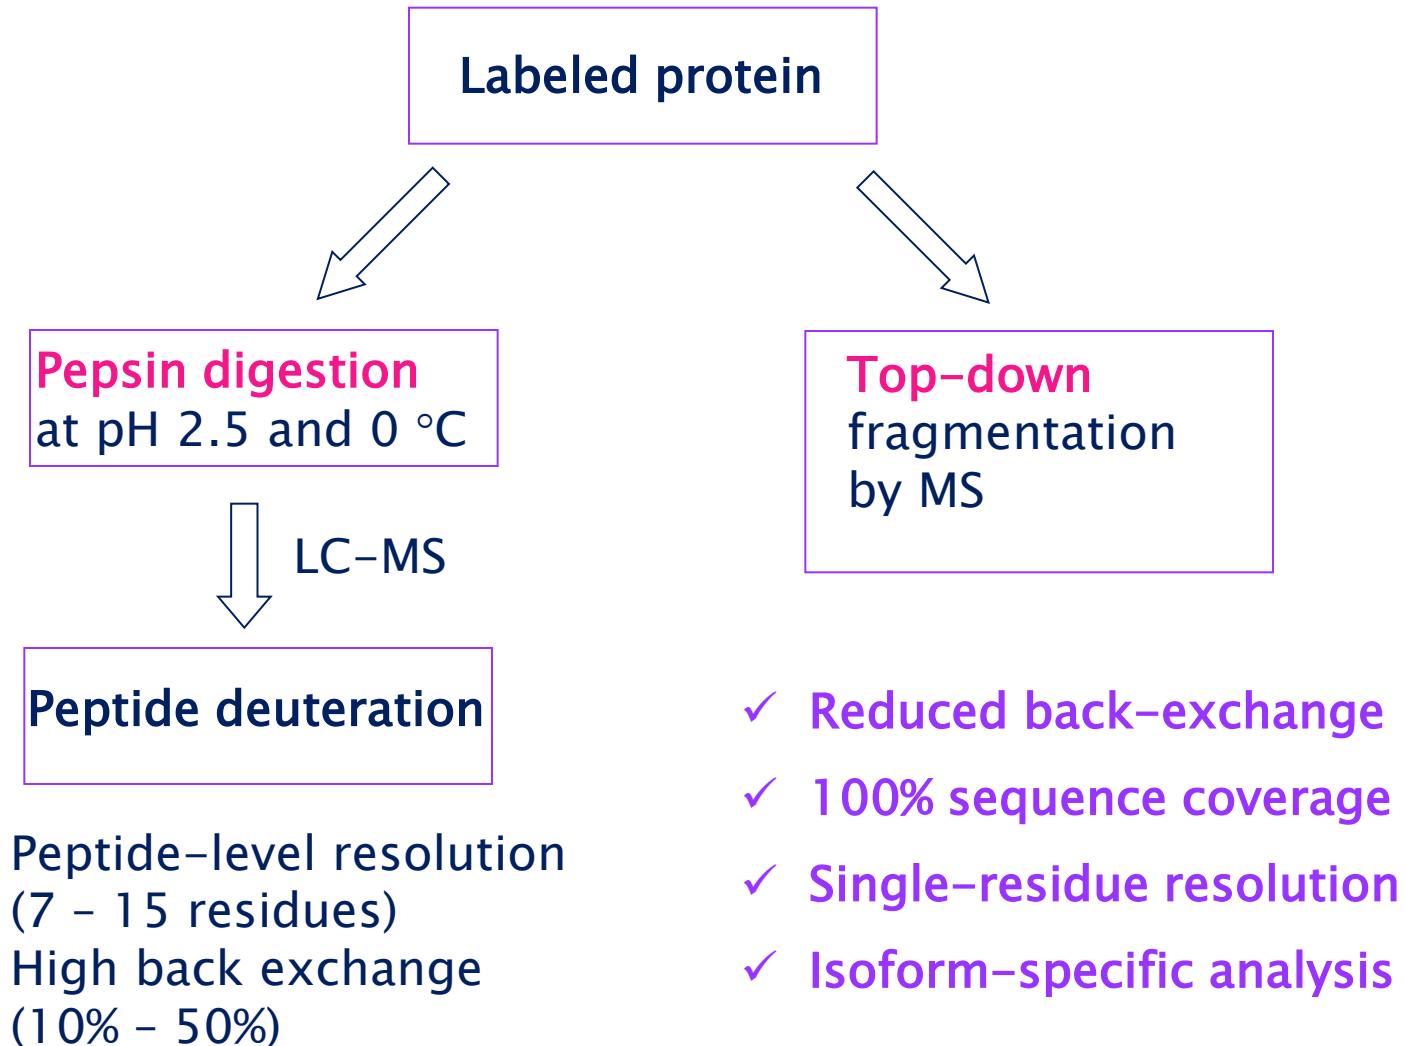 Labeled protein
Pepsin digestion
at pH 2.5 and 0 °C
LC–MS
Peptide deuteration
Peptide–level resolution
(7 – 15 residues)
High back exchange
(10% – 50%)
Top–down
fragmentation
by MS
✓ Reduced back–exchange
✓ 100% sequence coverage
✓ Single–residue resolution
✓ Isoform–specific analysis